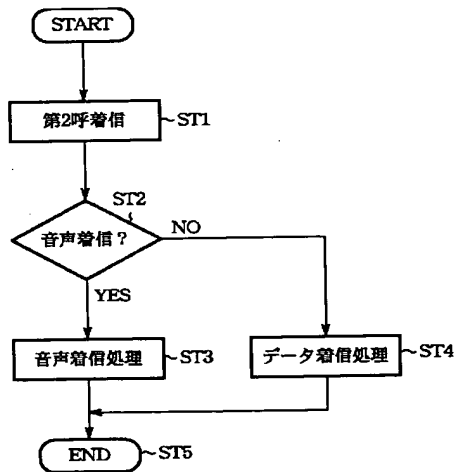 START
第2呼着信 ~ST1
ST2
音声着信？ NO
YES
音声着信処理 ~ST3
データ着信処理 ~ST4
END ~ST5